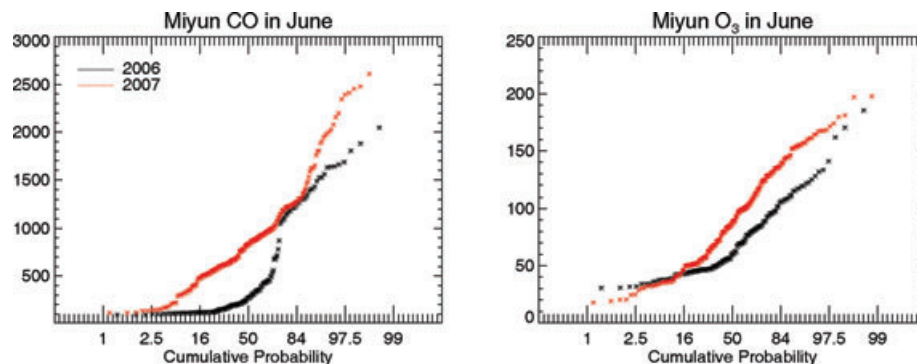 Miyun CO in June
3000
2500
2000
1500
1000
500
2006
2007
1 2.5 16 50 84 97.5 99
Cumulative Probability
Miyun O₃ in June
250
200
150
100
50
0
1 2.5 16 50 84 97.5 99
Cumulative Probability